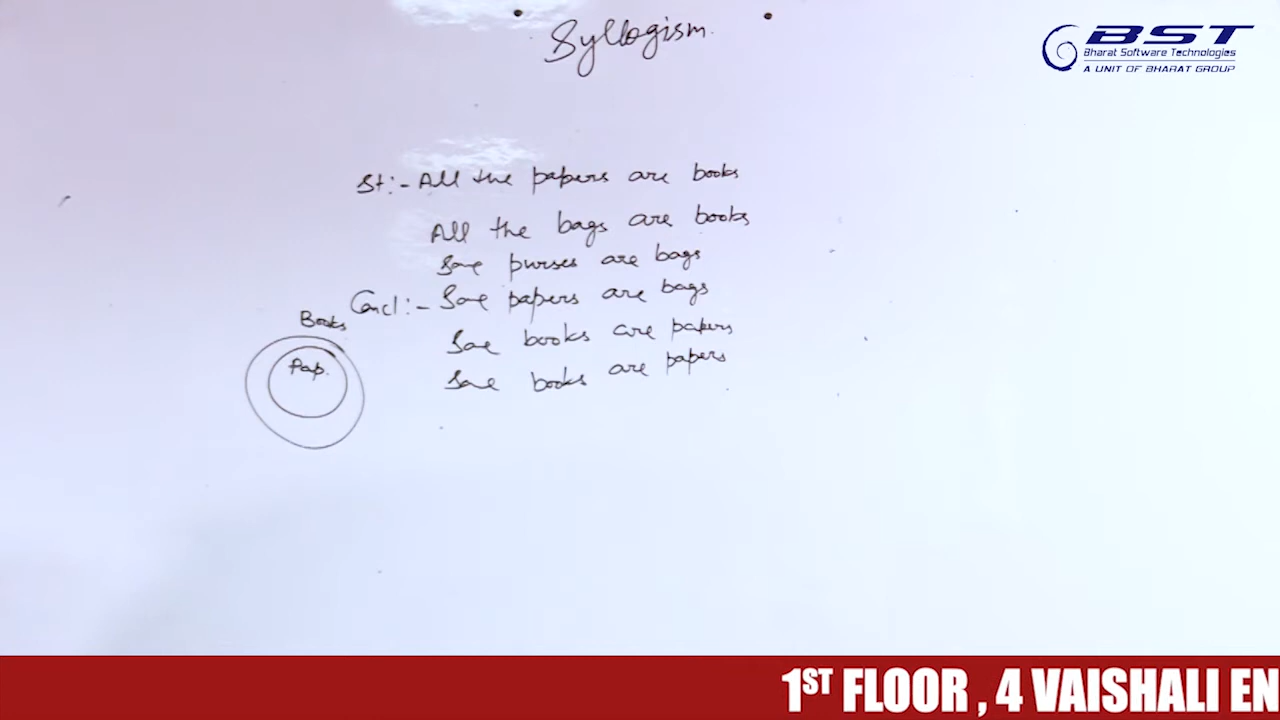 Syllogism.
BST
Bharat Software Technologies
A UNIT OF BHARAT GROUP
St:- All the papers are books
All the bags are books
Some purses are bags
Concl:- Some papers are bags
Some books are papers
Some books are papers
Books
Pap.
1ST FLOOR , 4 VAISHALI EN